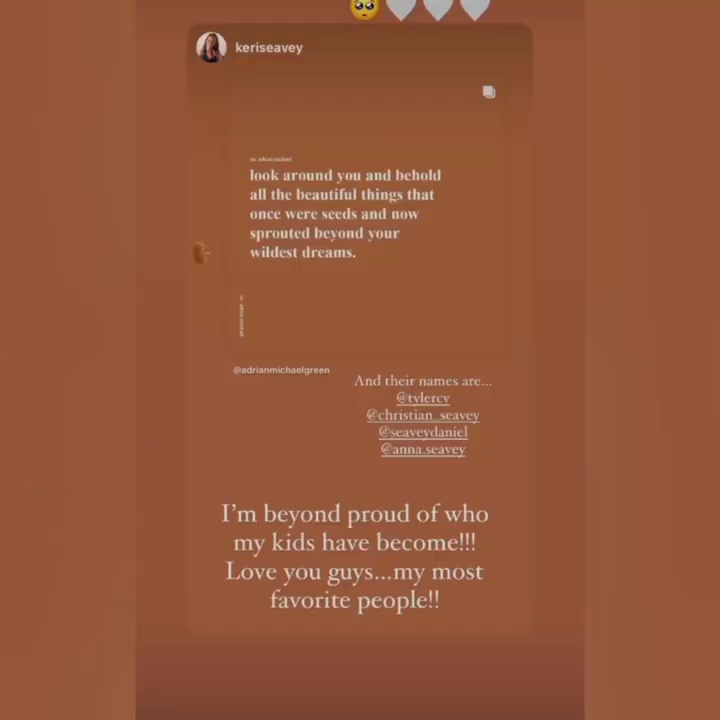 keriseavey
look around you and behold
all the beautiful things that
once were seeds and now
sprouted beyond your
wildest dreams.
@adrianmichaelgreen
And their names are...
@tylercv
@christian_seavey
@seaveydaniel
@anna.seavey
I'm beyond proud of who
my kids have become!!!
Love you guys...my most
favorite people!!